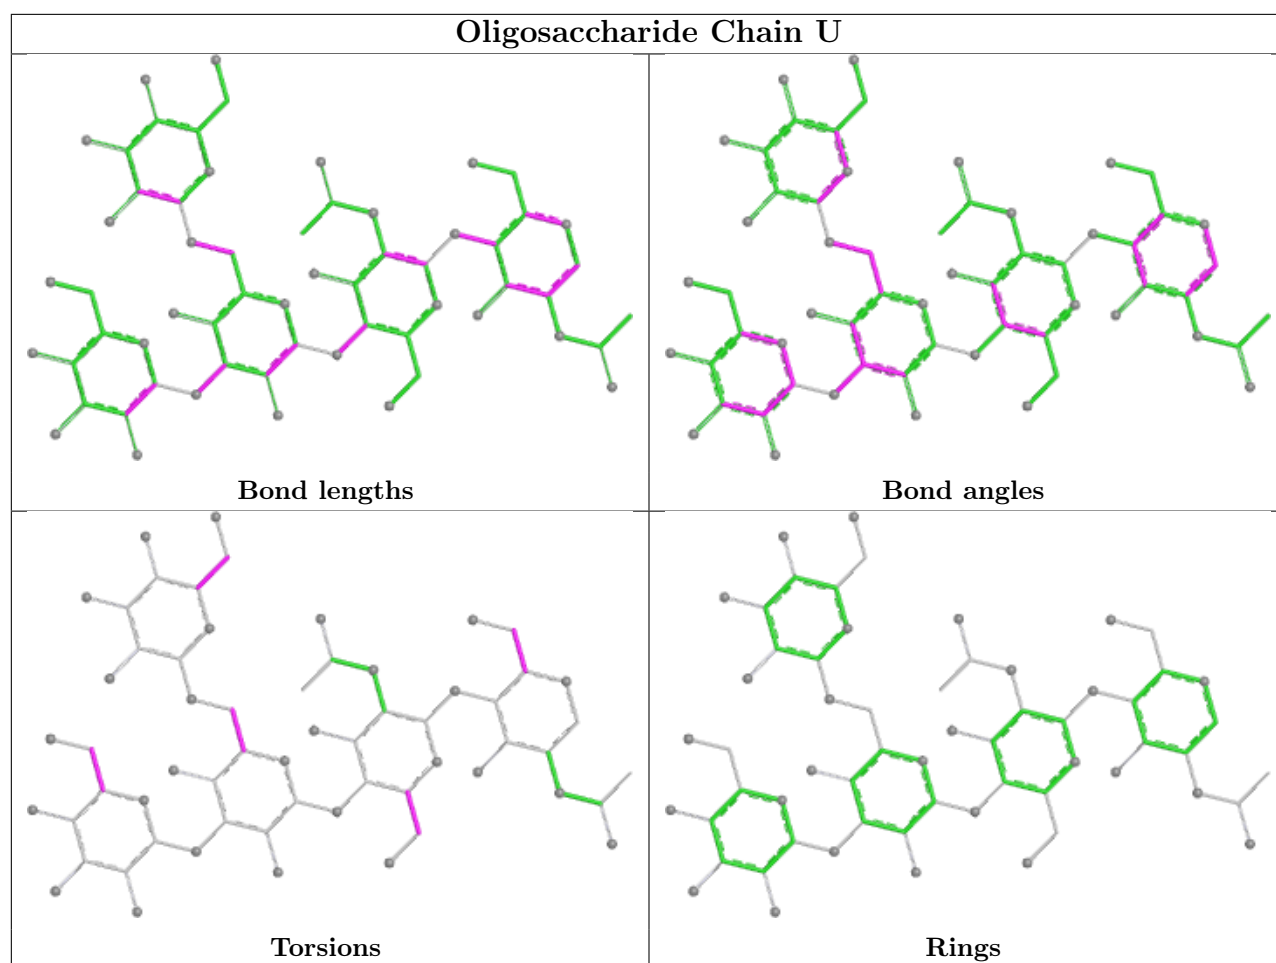 Oligosaccharide Chain U
Bond lengths
Bond angles
Torsions
Rings